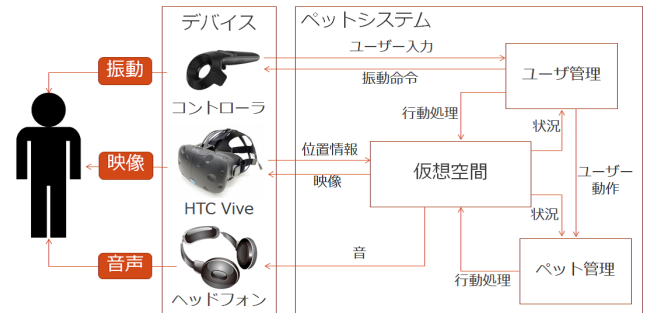 デバイス
ペットシステム
振動
コントローラ
ユーザー入力
振動命令
ユーザ管理
行動処理
状況
映像
HTC Vive
位置情報
映像
仮想空間
ユーザー
動作
状況
音声
ヘッドフォン
音
行動処理
ペット管理